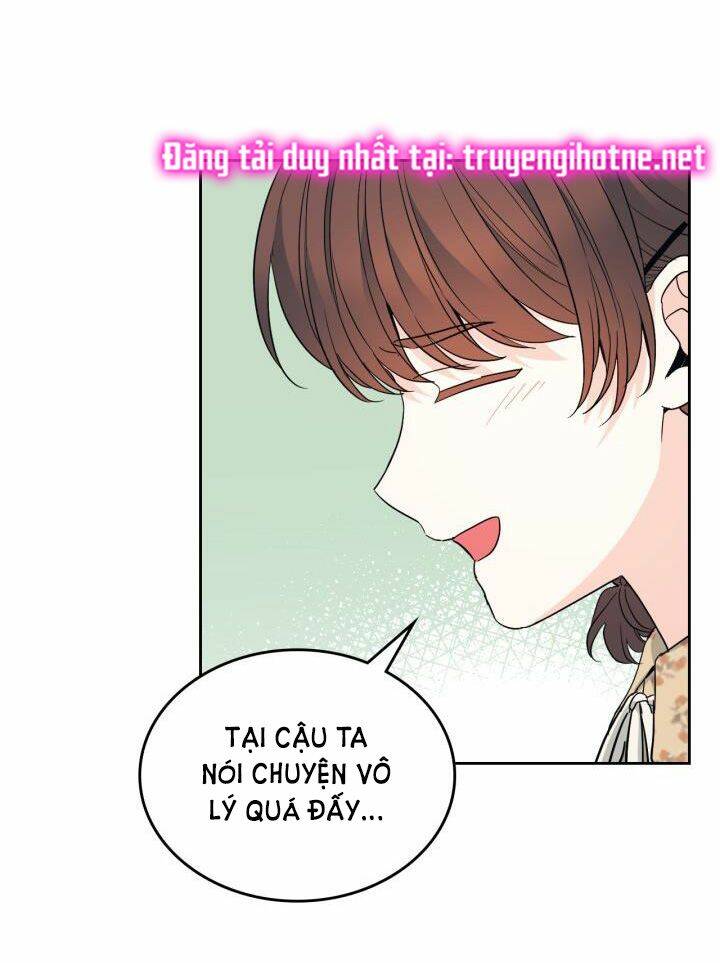 Đăng tải duy nhất tại: truyengihotne.net
TẠI CẬU TA
NÓI CHUYỆN VÔ
LÝ QUÁ ĐẤY...